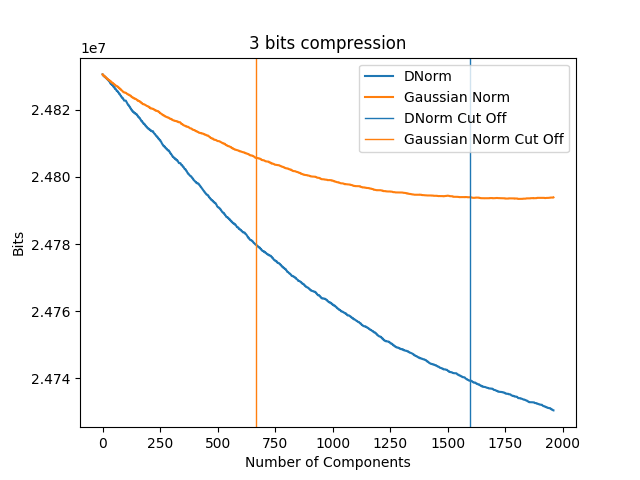 3 bits compression
1e7
DNorm
Gaussian Norm
DNorm Cut Off
Gaussian Norm Cut Off
2.482
2.480
2.478
2.476
2.474
Bits
0 250 500 750 1000 1250 1500 1750 2000
Number of Components